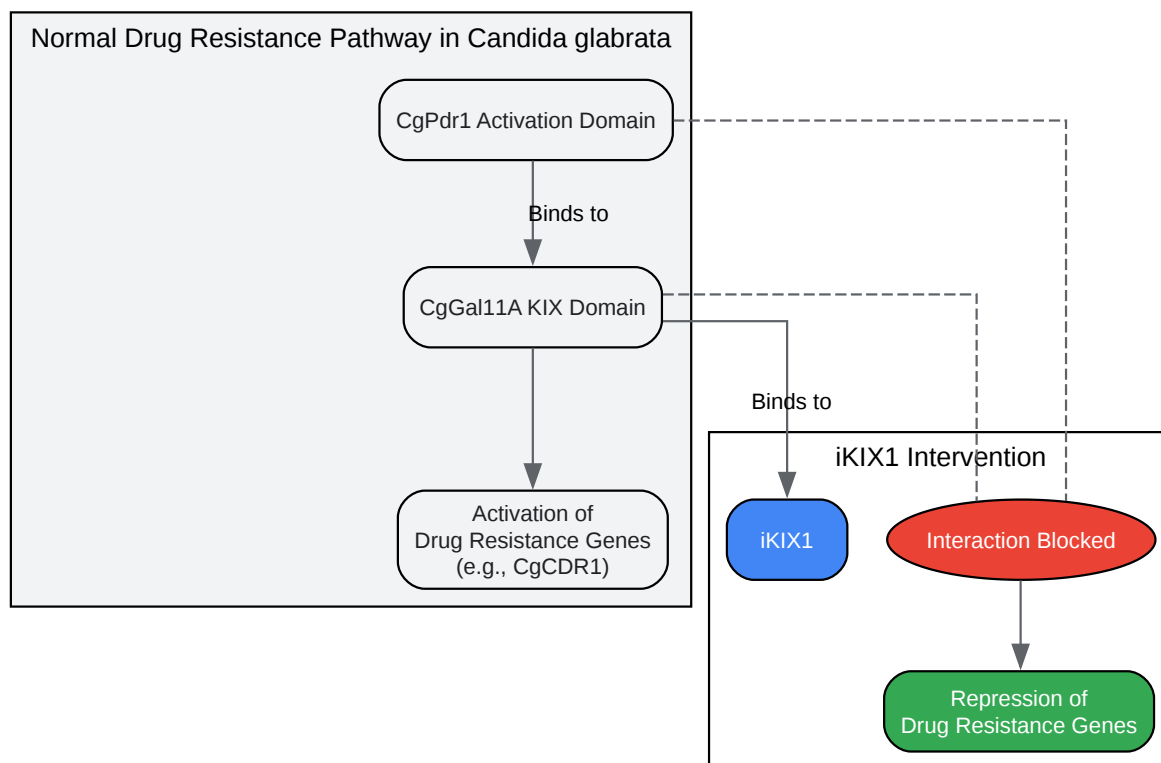 Normal Drug Resistance Pathway in Candida glabrata
CgPdr1 Activation Domain
Binds to
CgGal11A KIX Domain
Binds to
iKIX1 Intervention
Activation of
Drug Resistance Genes
(e.g., CgCDR1)
iKIX1
Interaction Blocked
Repression of
Drug Resistance Genes